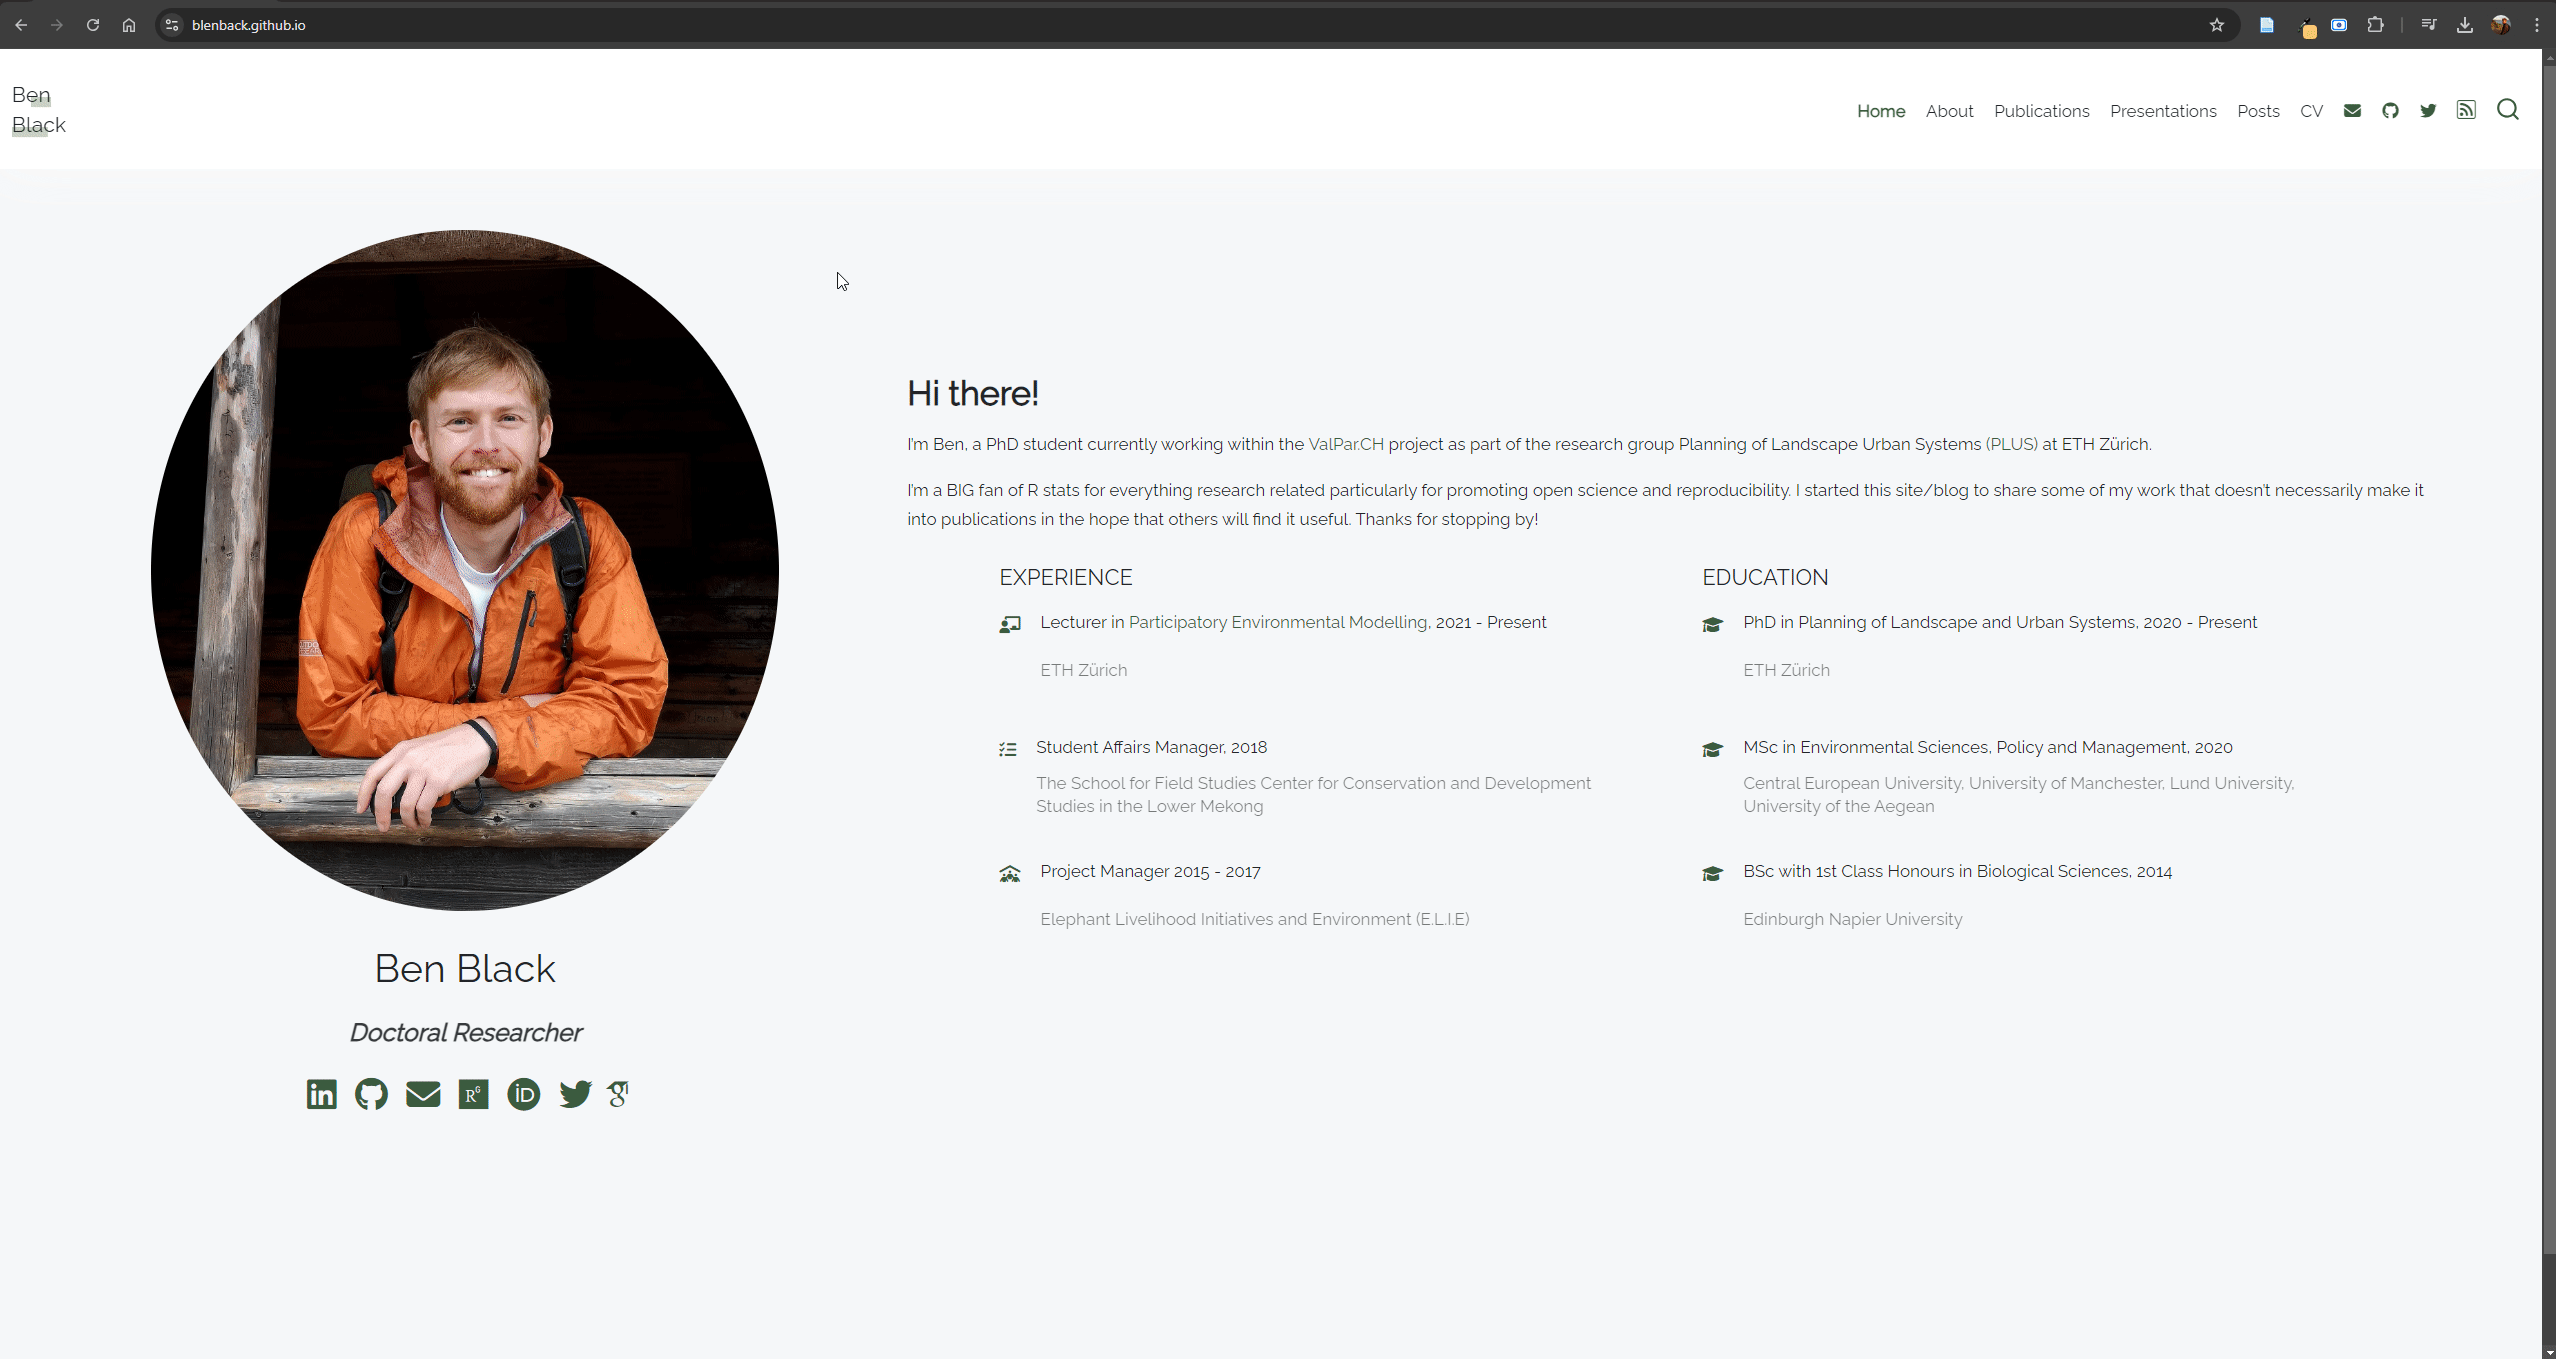 blenback.github.io
Ben
Black
Home About Publications Presentations Posts CV
Hi there!
I'm Ben, a PhD student currently working within the ValPar.CH project as part of the research group Planning of Landscape Urban Systems (PLUS) at ETH Zürich.
I'm a BIG fan of R stats for everything research related particularly for promoting open science and reproducibility. I started this site/blog to share some of my work that doesn't necessarily make it
into publications in the hope that others will find it useful. Thanks for stopping by!
EXPERIENCE
Lecturer in Participatory Environmental Modelling, 2021 - Present
ETH Zürich
Student Affairs Manager, 2018
The School for Field Studies Center for Conservation and Development
Studies in the Lower Mekong
Project Manager 2015 - 2017
Elephant Livelihood Initiatives and Environment (E.L.I.E)
EDUCATION
PhD in Planning of Landscape and Urban Systems, 2020 - Present
ETH Zürich
MSc in Environmental Sciences, Policy and Management, 2020
Central European University, University of Manchester, Lund University,
University of the Aegean
BSc with 1st Class Honours in Biological Sciences, 2014
Edinburgh Napier University
Ben Black
Doctoral Researcher
in RG iD g